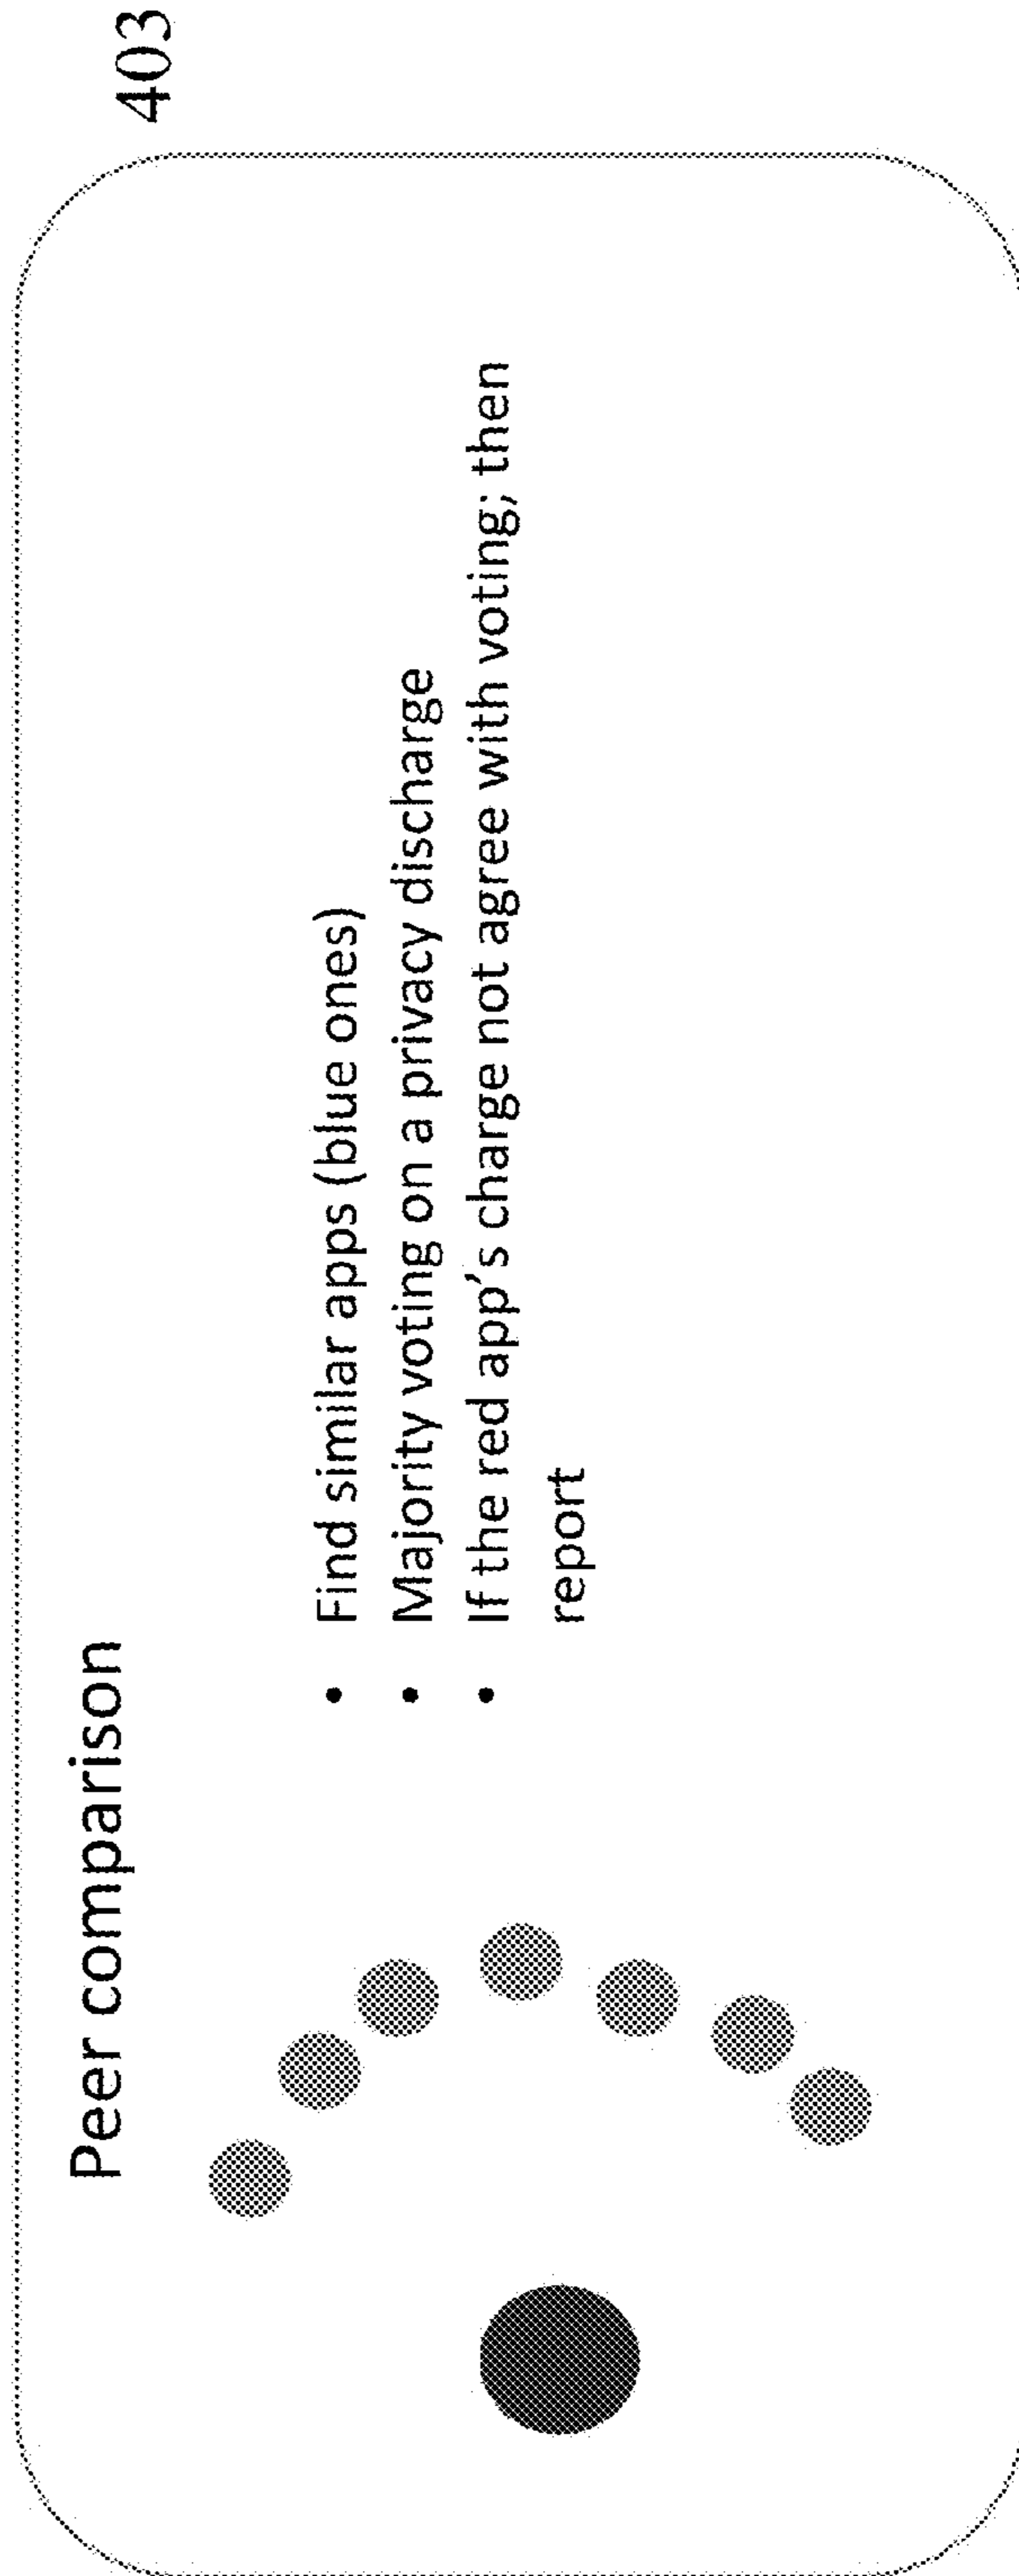 403
Peer comparison
• Find similar apps (blue ones)
• Majority voting on a privacy discharge
• If the red app's charge not agree with voting; then
report